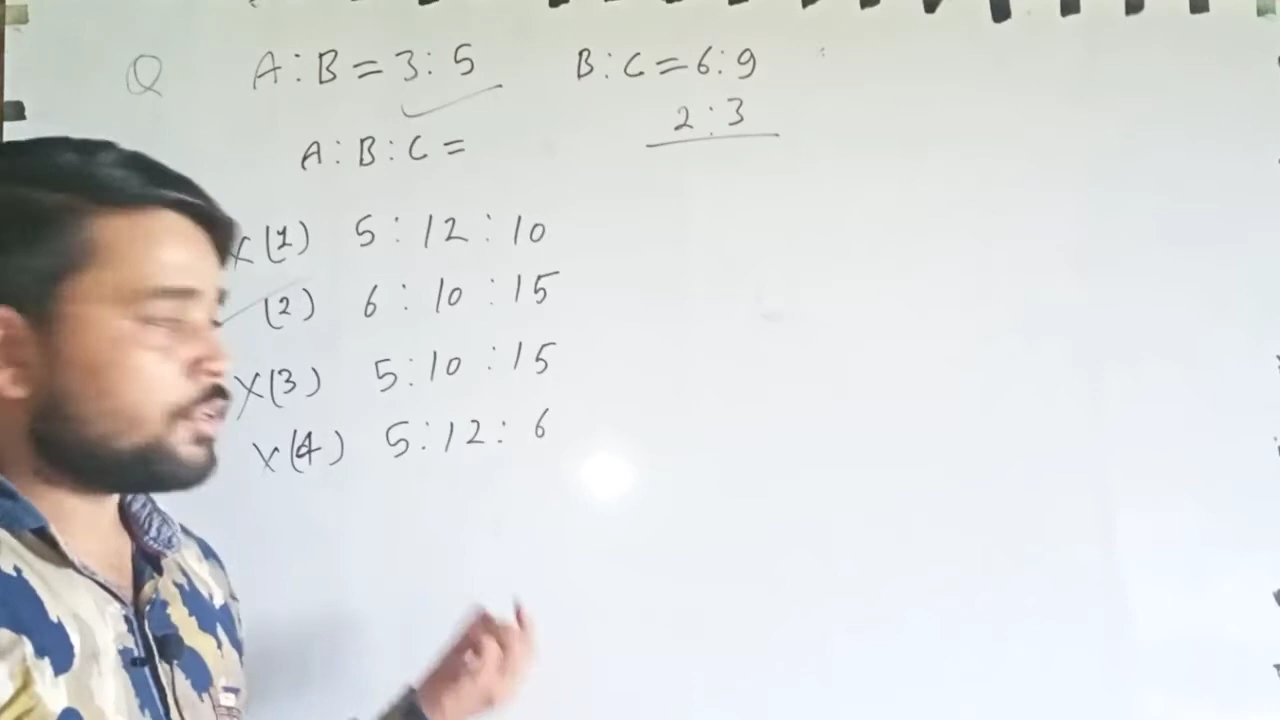 Q A:B=3:5 B:C=6:9
2:3
A:B:C=
X(1) 5:12:10
(2) 6:10:15
X(3) 5:10:15
X(4) 5:12:6